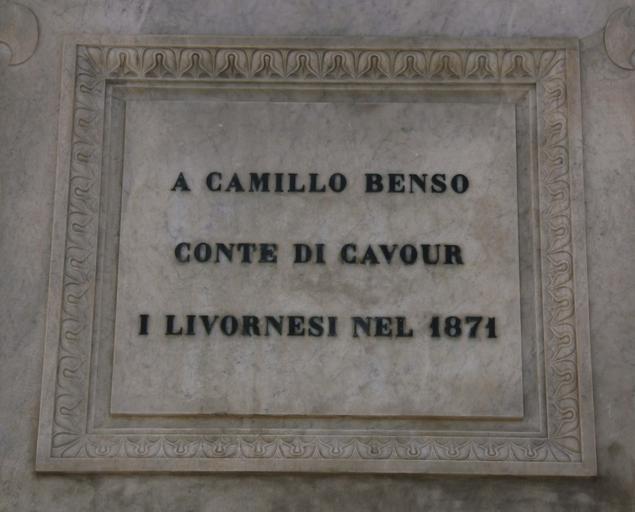 A CAMILLO BENSO
CONTE DI CAVOUR
I LIVORNESI NEL 1871